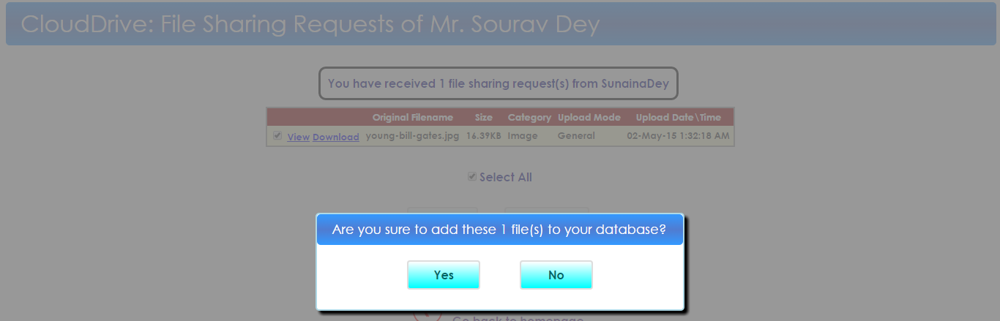 CloudDrive: File Sharing Requests of Mr. Sourav Dey
You have received 1 file sharing request(s) from SunainaDey
Original Filename Size Category Upload Mode Upload Date\Time
View Download young-bill-gates.jpg 16.39KB Image General 02-May-15 1:32:18 AM
Select All
Are you sure to add these 1 file(s) to your database?
Yes No
Go back to homepage